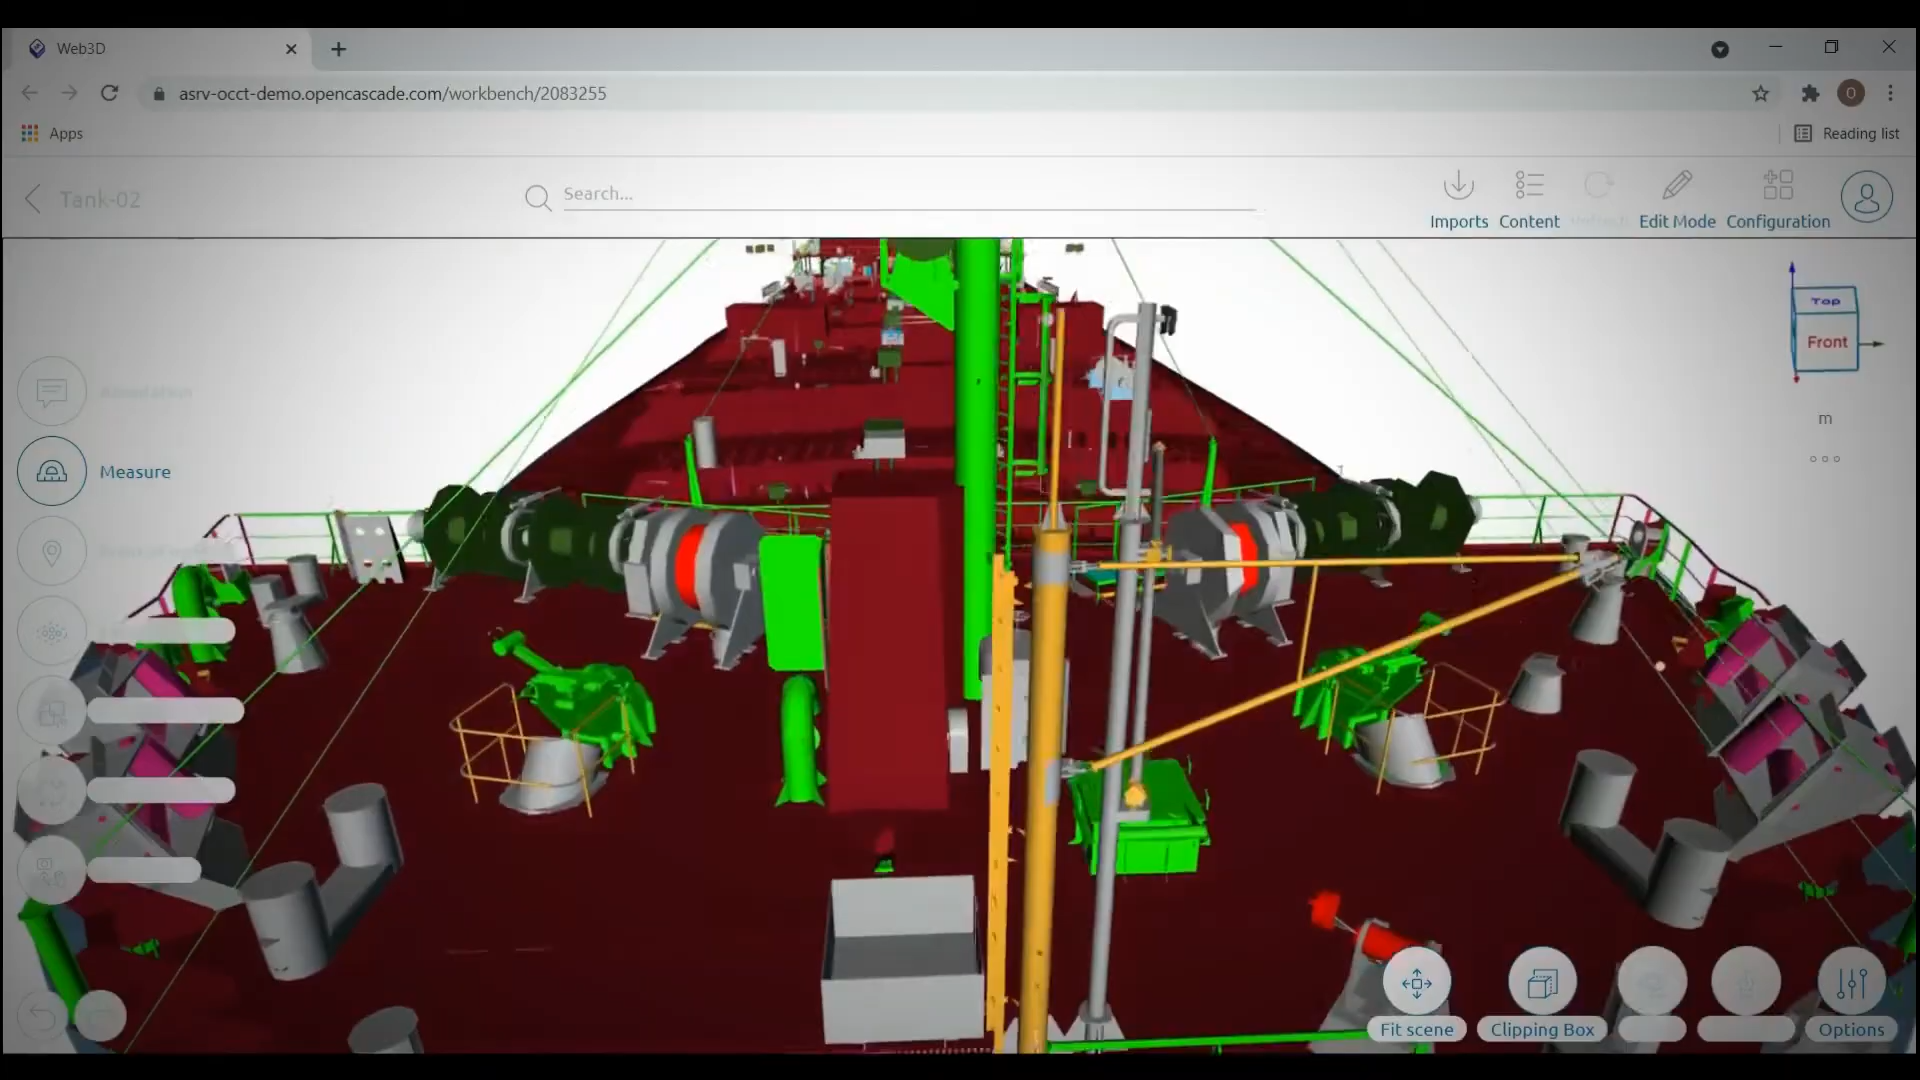 Web3D
asrv-occt-demo.opencascade.com/workbench/2083255
O
Apps
Reading list
Tank-02
Search...
Imports
Content
Edit Mode
Configuration
Top
Front
m
Measure
Fit scene
Clipping Box
Options